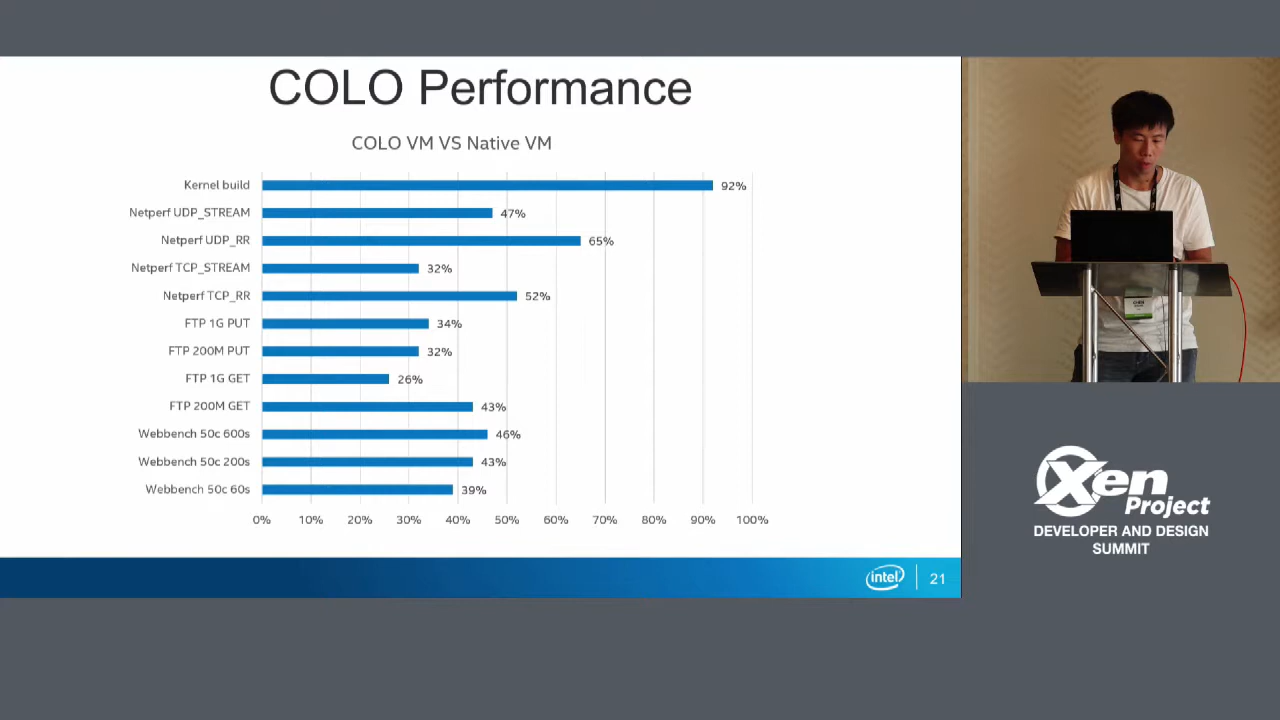 COLO Performance
COLO VM VS Native VM
Kernel build 92%
Netperf UDP_STREAM 47%
Netperf UDP_RR 65%
Netperf TCP_STREAM 32%
Netperf TCP_RR 52%
FTP 1G PUT 34%
FTP 200M PUT 32%
FTP 1G GET 26%
FTP 200M GET 43%
Webbench 50c 600s 46%
Webbench 50c 200s 43%
Webbench 50c 60s 39%
0% 10% 20% 30% 40% 50% 60% 70% 80% 90% 100%
intel 21
Xen
Project
DEVELOPER AND DESIGN
SUMMIT